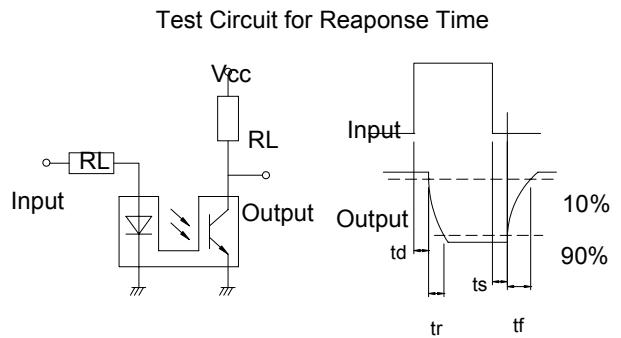 Test Circuit for Reaponse Time
Vcc
RL
RL
Input
Output
Input
Output
10%
90%
td
ts
tr
tf